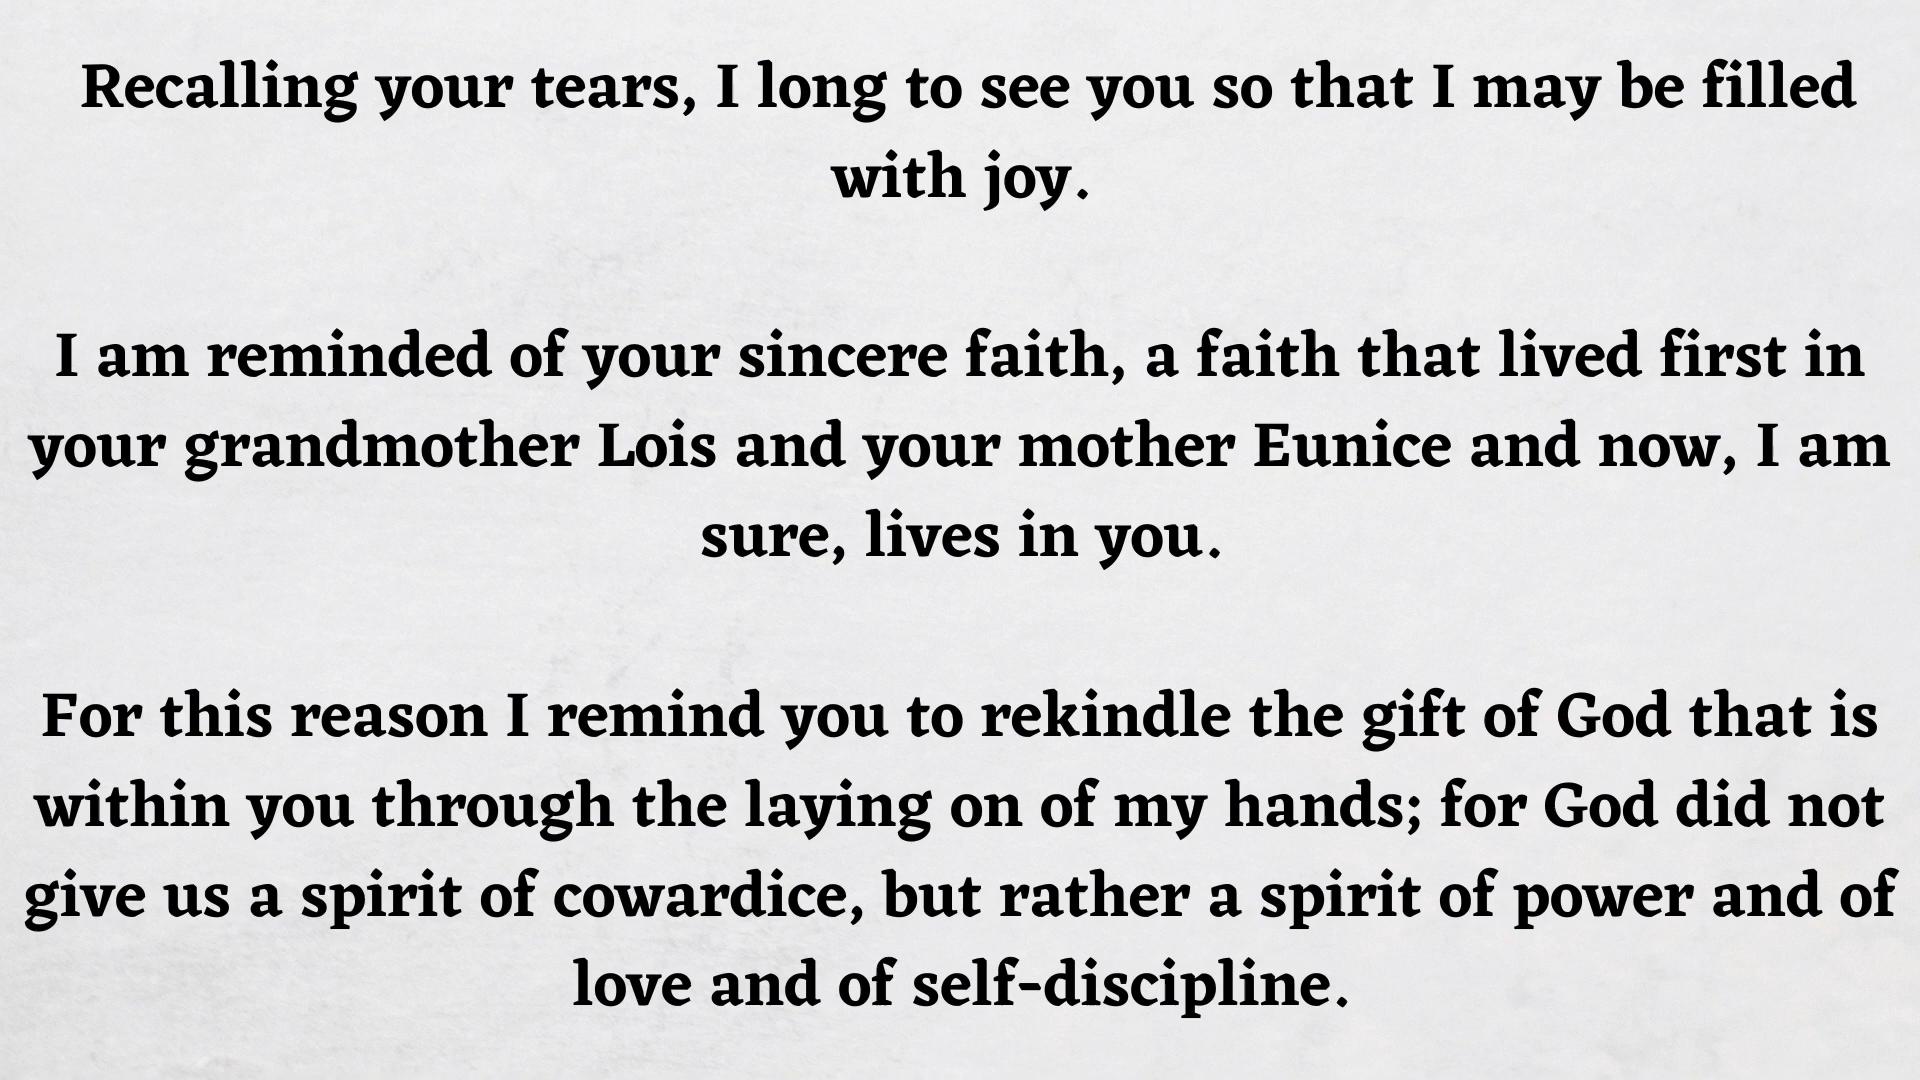 Recalling your tears, I long to see you so that I may be filled
with joy.
I am reminded of your sincere faith, a faith that lived first in
your grandmother Lois and your mother Eunice and now, I am
sure, lives in you.
For this reason I remind you to rekindle the gift of God that is
within you through the laying on of my hands; for God did not
give us a spirit of cowardice, but rather a spirit of power and of
love and of self-discipline.